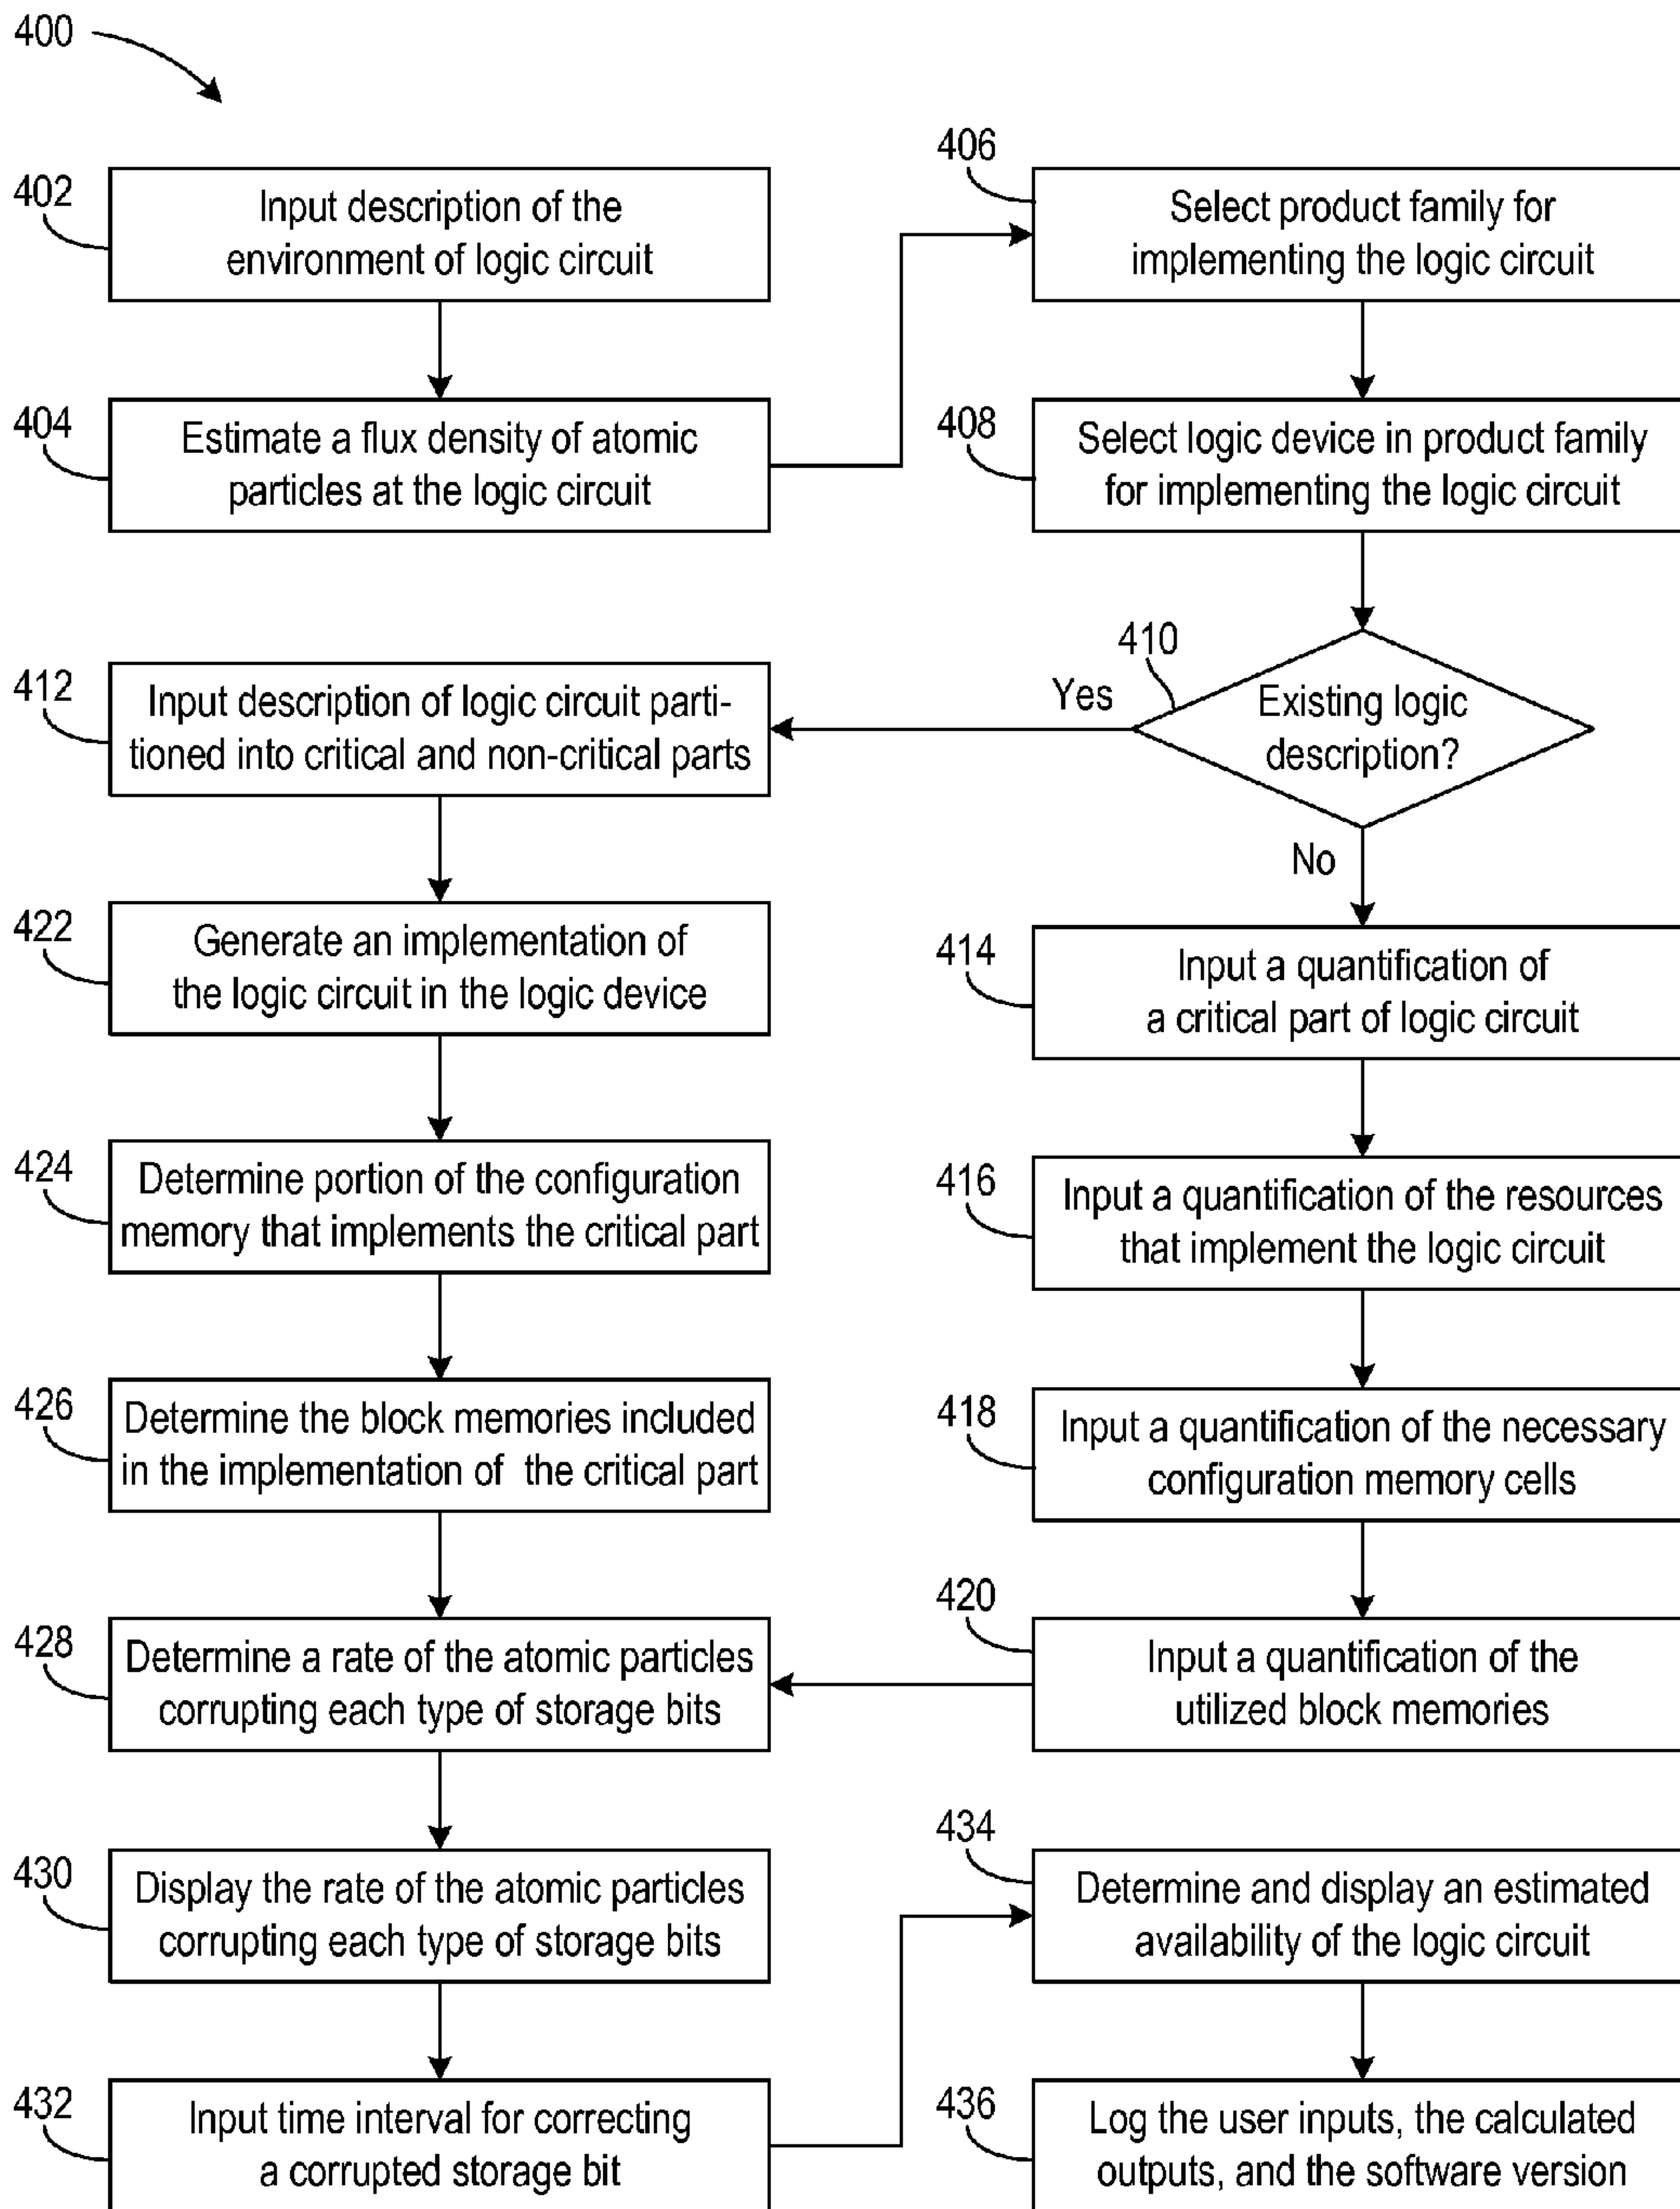 400
402
Input description of the
environment of logic circuit
404
Estimate a flux density of atomic
particles at the logic circuit
406
Select product family for
implementing the logic circuit
408
Select logic device in product family
for implementing the logic circuit
410
Existing logic
description?
Yes
No
412
Input description of logic circuit parti-
tioned into critical and non-critical parts
422
Generate an implementation of
the logic circuit in the logic device
424
Determine portion of the configuration
memory that implements the critical part
426
Determine the block memories included
in the implementation of the critical part
414
Input a quantification of
a critical part of logic circuit
416
Input a quantification of the resources
that implement the logic circuit
418
Input a quantification of the necessary
configuration memory cells
420
Input a quantification of the
utilized block memories
428
Determine a rate of the atomic particles
corrupting each type of storage bits
430
Display the rate of the atomic particles
corrupting each type of storage bits
432
Input time interval for correcting
a corrupted storage bit
434
Determine and display an estimated
availability of the logic circuit
436
Log the user inputs, the calculated
outputs, and the software version